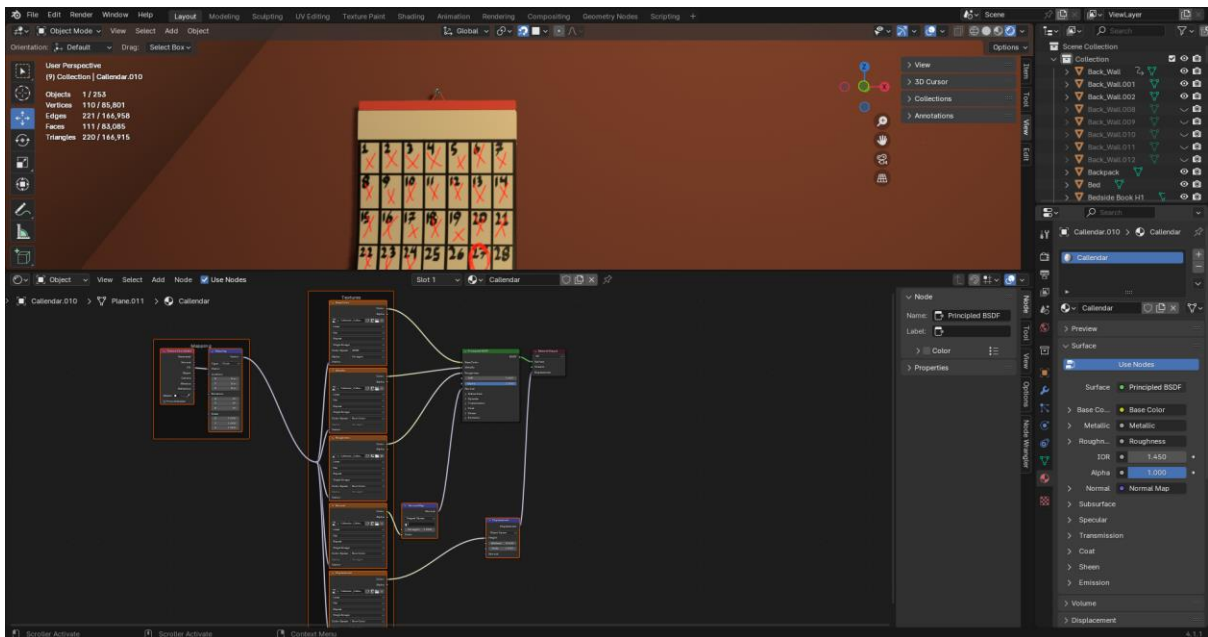 File Edit Render Window Help Layout Modeling Sculpting UV Editing Texture Paint Shading Animation Rendering Compositing Geometry Nodes Scripting + Scene ViewLayer
Object Mode View Select Add Object Global Search
Orientation: Default Drag: Select Box Options
User Perspective
(9) Collection | Callendar.010
Objects 1/253
Vertices 110/85,801
Edges 221/166,958
Faces 111/83,085
Triangles 220/166,915
Z
X
View
3D Cursor
Collections
Annotations
Item
Tool
View
Edit
1 2 3 4 5 6 7
8 9 10 11 12 13 14
15 16 17 18 19 20 21
22 23 24 25 26 27 28
Scene Collection
Collection
Back_Wall
Back_Wall.001
Back_Wall.002
Back_Wall.008
Back_Wall.009
Back_Wall.010
Back_Wall.011
Back_Wall.012
Backpack
Bed
Bedside Book H1
Search
Callendar.010 > Callendar
Callendar
Callendar
Preview
Surface
Use Nodes
Surface Principled BSDF
Base Co... Base Color
Metallic Metallic
Roughn... Roughness
IOR 1.450
Alpha 1.000
Normal Normal Map
Subsurface
Specular
Transmission
Coat
Sheen
Emission
Volume
Displacement
Object View Select Add Node Use Nodes Slot 1 Callendar
Callendar.010 > Plane.011 > Callendar
Textures
Mapping
Node
Name: Principled BSDF
Label:
Color
Properties
Node
Tool
View
Options
Node Wrangler
Scroller Activate Scroller Activate Context Menu 4.1.1